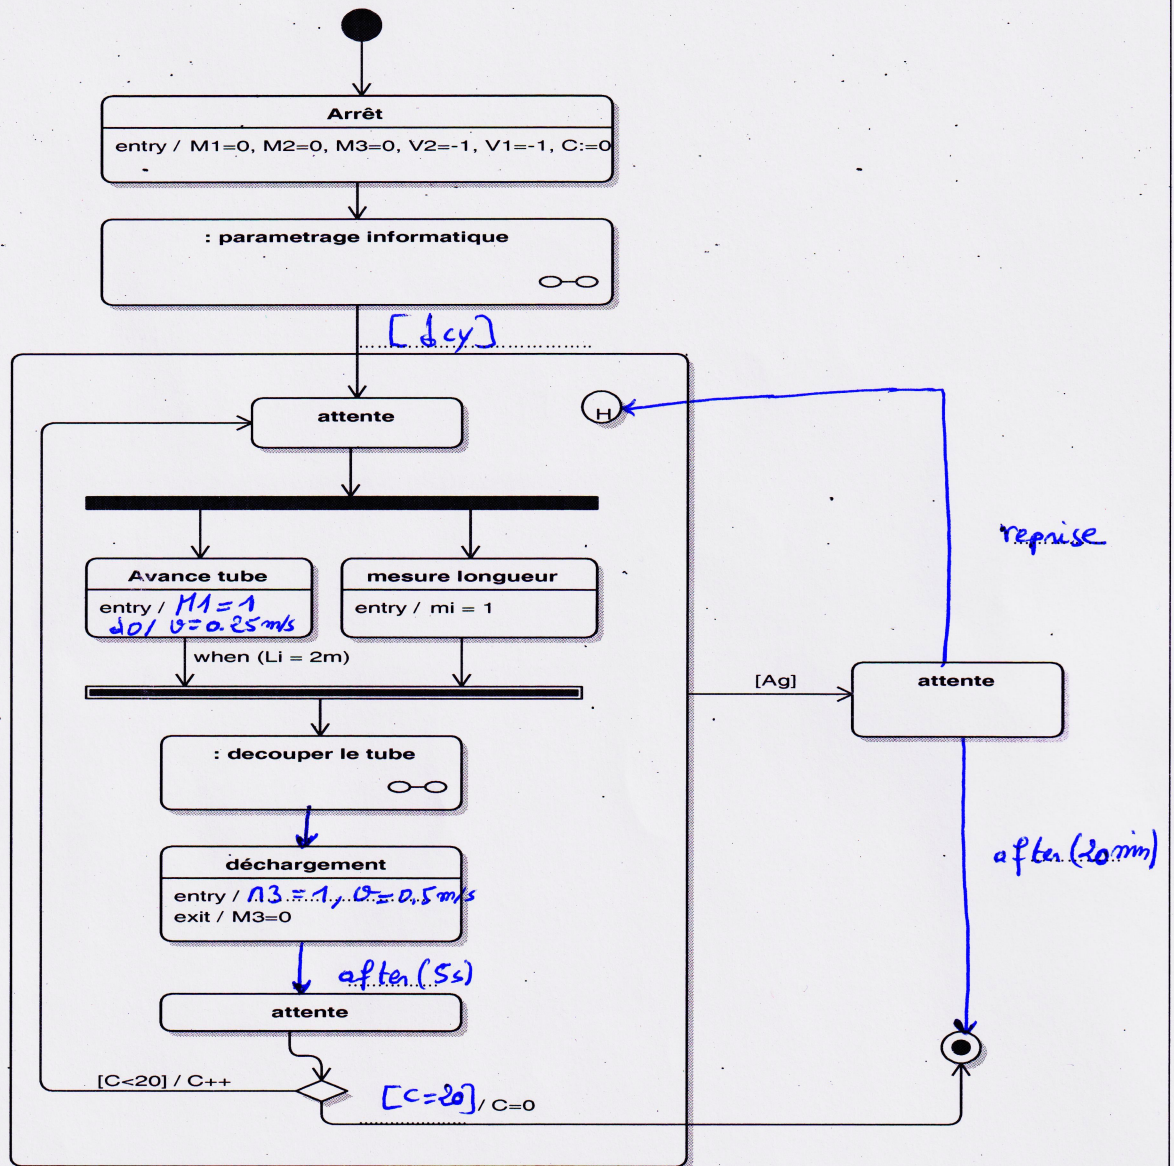 Arrêt
entry / M1=0, M2=0, M3=0, V2=-1, V1=-1, C:=0
: parametrage informatique
[dcy]
attente
H
Avance tube
entry / M1=1
do/ v=0.25m/s
mesure longueur
entry / mi = 1
when (Li = 2m)
: decouper le tube
déchargement
entry / M3=1, v=0,5m/s
exit / M3=0
after(5s)
attente
[C<20] / C++
[C=20] / C=0
[Ag]
attente
reprise
after(20min)